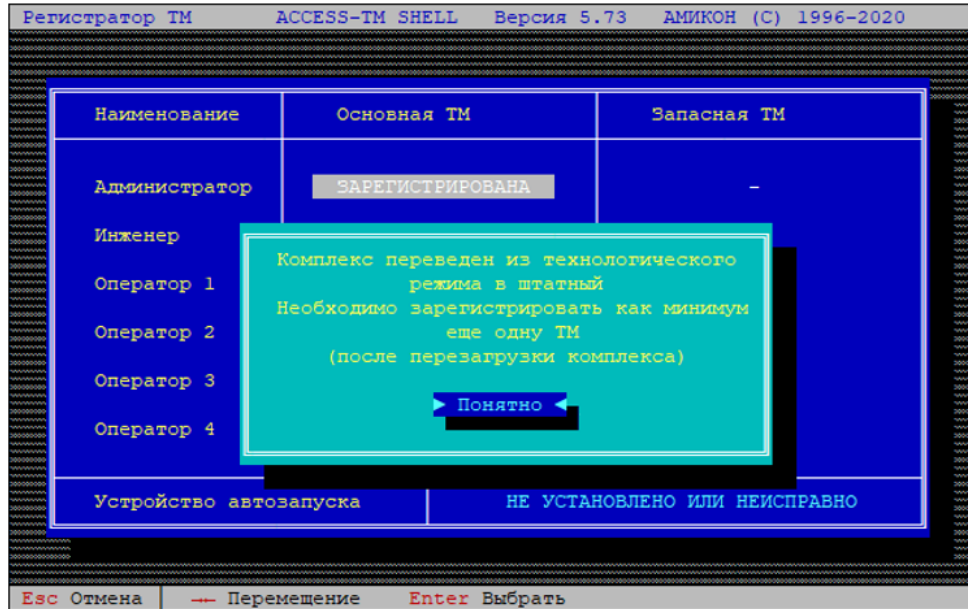 Регистратор ТМ ACCESS-TM SHELL Версия 5.73 АМИКОН (C) 1996-2020
Наименование Основная ТМ Запасная ТМ
Администратор ЗАРЕГИСТРИРОВАНА -
Инженер
Оператор 1
Оператор 2
Оператор 3
Оператор 4
Комплекс переведен из технологического
режима в штатный
Необходимо зарегистрировать как минимум
еще одну ТМ
(после перезагрузки комплекса)
Понятно
Устройство автозапуска НЕ УСТАНОВЛЕНО ИЛИ НЕИСПРАВНО
Esc Отмена Перемещение Enter Выбрать